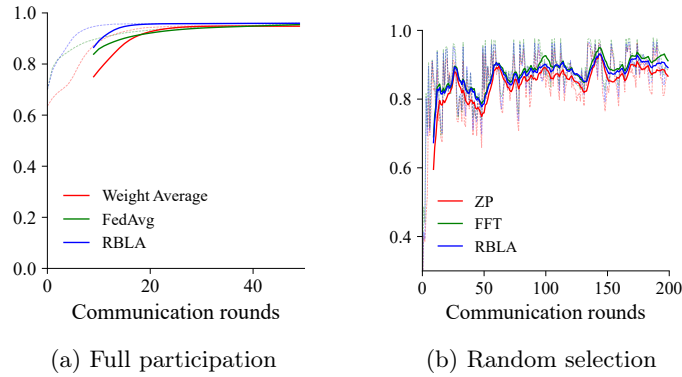 1.0
0.8
0.6
0.4
0.2
0.0
Weight Average
FedAvg
RBLA
0 20 40
Communication rounds
(a) Full participation
1.0
0.8
0.6
0.4
ZP
FFT
RBLA
0 50 100 150 200
Communication rounds
(b) Random selection